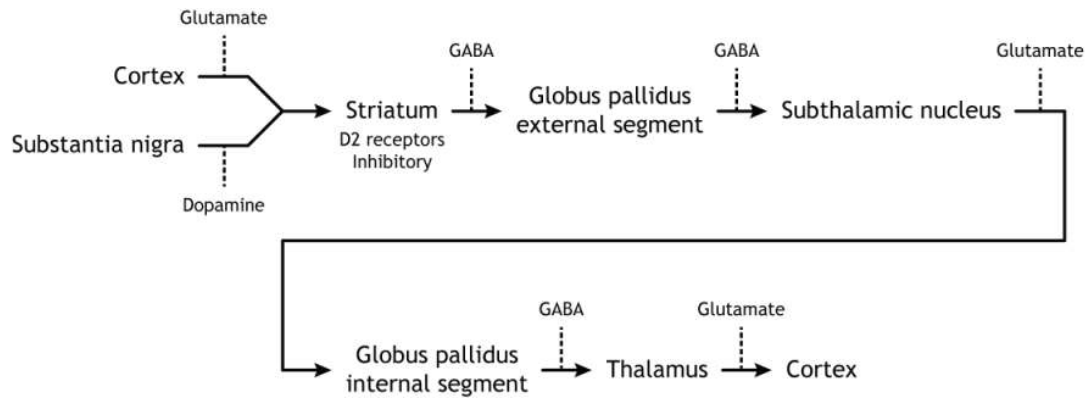 Glutamate
Cortex
Substantia nigra
Dopamine
Striatum
D2 receptors
Inhibitory
GABA
Globus pallidus
external segment
GABA
Subthalamic nucleus
Glutamate
Globus pallidus
internal segment
GABA
Thalamus
Glutamate
Cortex